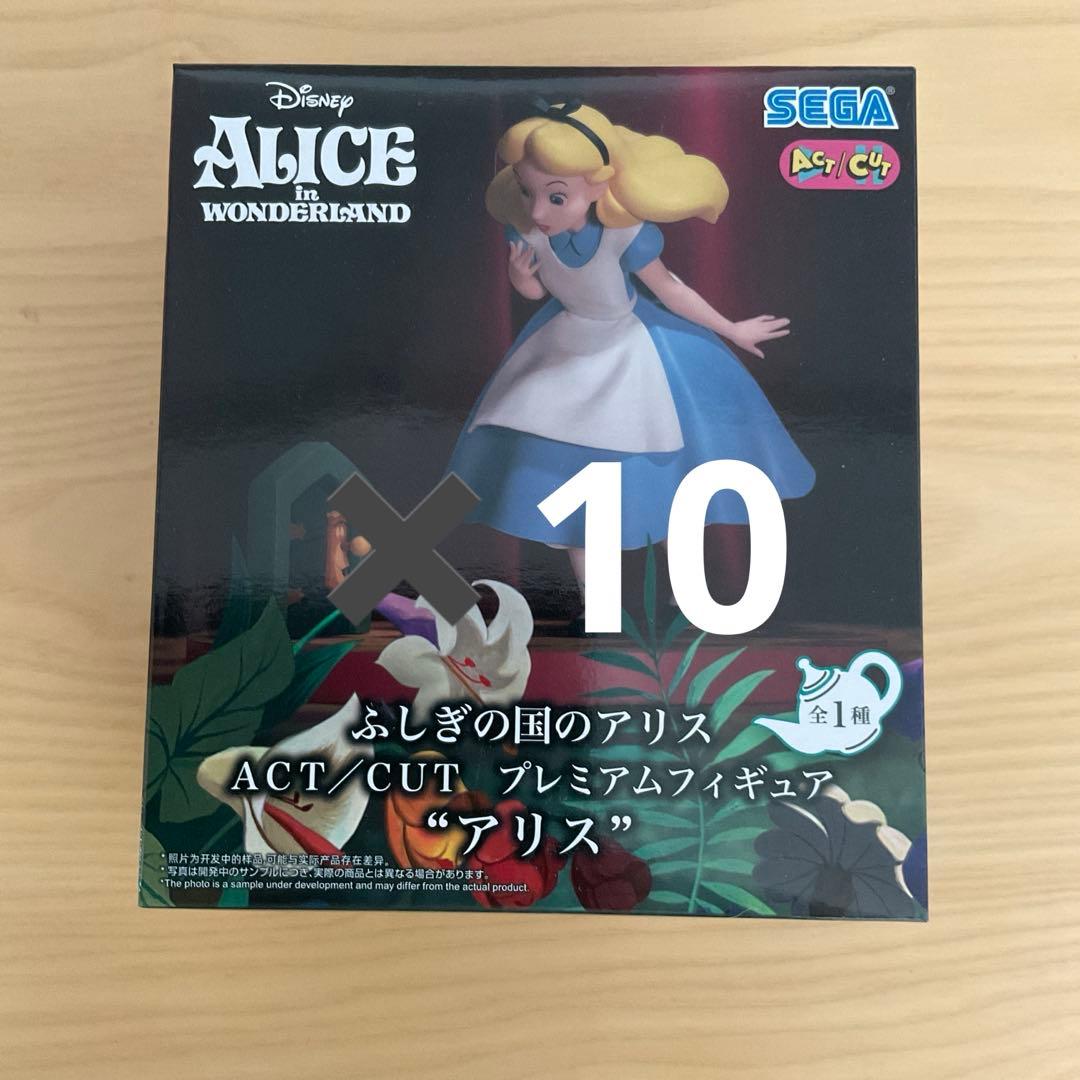 Disney
ALICE
in
WONDERLAND
SEGA®
ACT/CUT
×10
全1種
ふしぎの国のアリス
ACT/CUT プレミアムフィギュア
“アリス”
*照片为开发中的样品,可能与实际产品存在差异。
*写真は開発中のサンプルにつき、実際の商品とは異なる場合があります。
*The photo is a sample under development and may differ from the actual product.